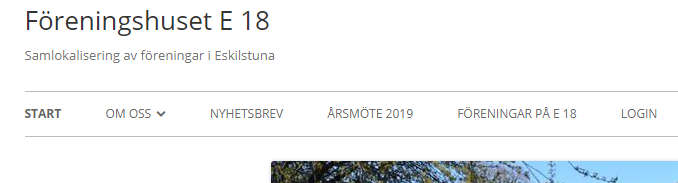 Föreningshuset E 18
Samlokalisering av föreningar i Eskilstuna
START OM OSS NYHETSBREV ÅRSMÖTE 2019 FÖRENINGAR PÅ E 18 LOGIN